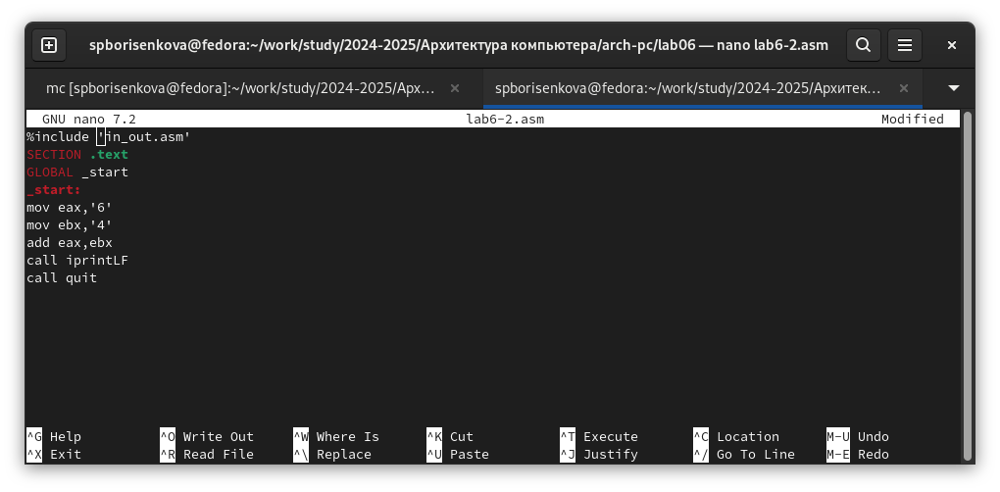 spborisenkova@fedora:~/work/study/2024-2025/Архитектура компьютера/arch-pc/lab06 — nano lab6-2.asm
mc [spborisenkova@fedora]:~/work/study/2024-2025/Арх... × spborisenkova@fedora:~/work/study/2024-2025/Архитек... ×
GNU nano 7.2 lab6-2.asm Modified
%include 'in_out.asm'
SECTION .text
GLOBAL _start
_start:
mov eax,'6'
mov ebx,'4'
add eax,ebx
call iprintLF
call quit
^G Help ^O Write Out ^W Where Is ^K Cut ^T Execute ^C Location M-U Undo
^X Exit ^R Read File ^\ Replace ^U Paste ^J Justify ^/ Go To Line M-E Redo